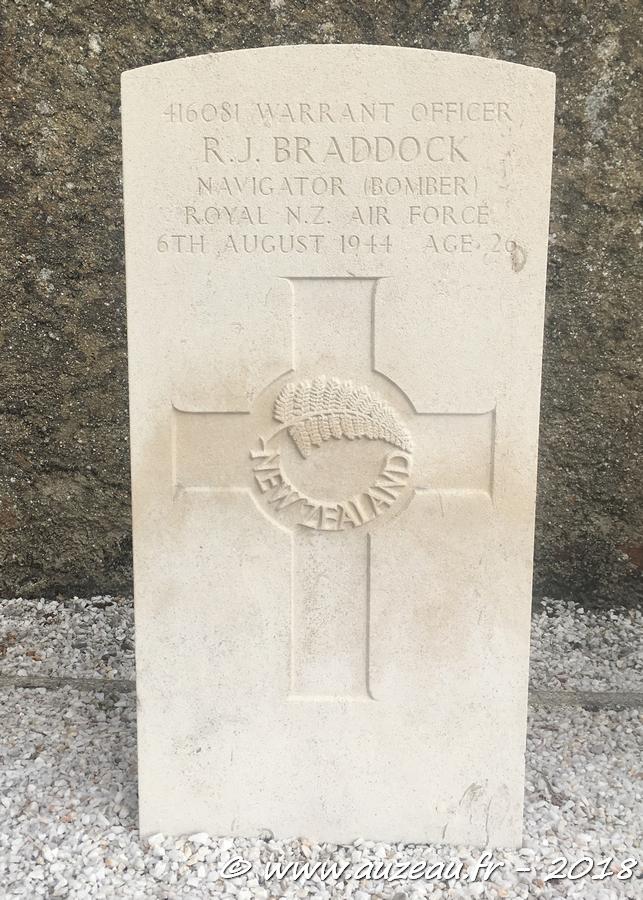 416081 WARRANT OFFICER
R.J. BRADDOCK
NAVIGATOR (BOMBER)
ROYAL N.Z. AIR FORCE
6TH AUGUST 1944 AGE 20
NEW ZEALAND
© www.auzeau.fr - 2018